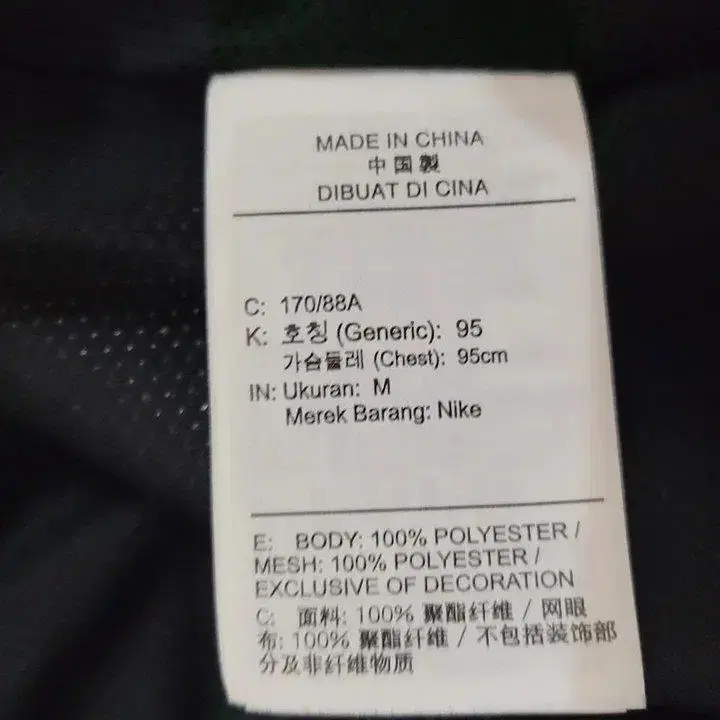 MADE IN CHINA
中国製
DIBUAT DI CINA
C: 170/88A
K: 호칭 (Generic): 95
가슴둘레 (Chest): 95cm
IN: Ukuran: M
Merek Barang: Nike
E: BODY: 100% POLYESTER /
MESH: 100% POLYESTER /
EXCLUSIVE OF DECORATION
C: 面料: 100% 聚酯纤维 / 网眼
布: 100% 聚酯纤维 / 不包括装饰部
分及非纤维物质